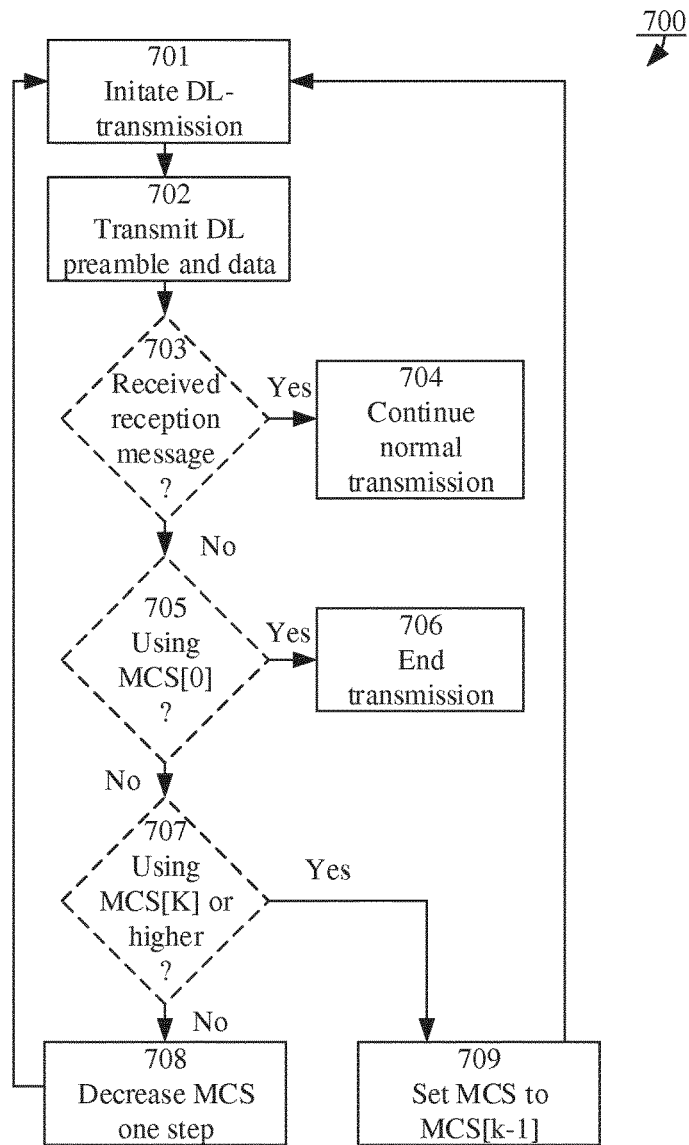 700
701
Initate DL-
transmission
702
Transmit DL
preamble and data
703
Received
reception
message
?
Yes
704
Continue
normal
transmission
No
705
Using
MCS[0]
?
Yes
706
End
transmission
No
707
Using
MCS[K] or
higher
?
Yes
No
708
Decrease MCS
one step
709
Set MCS to
MCS[k-1]